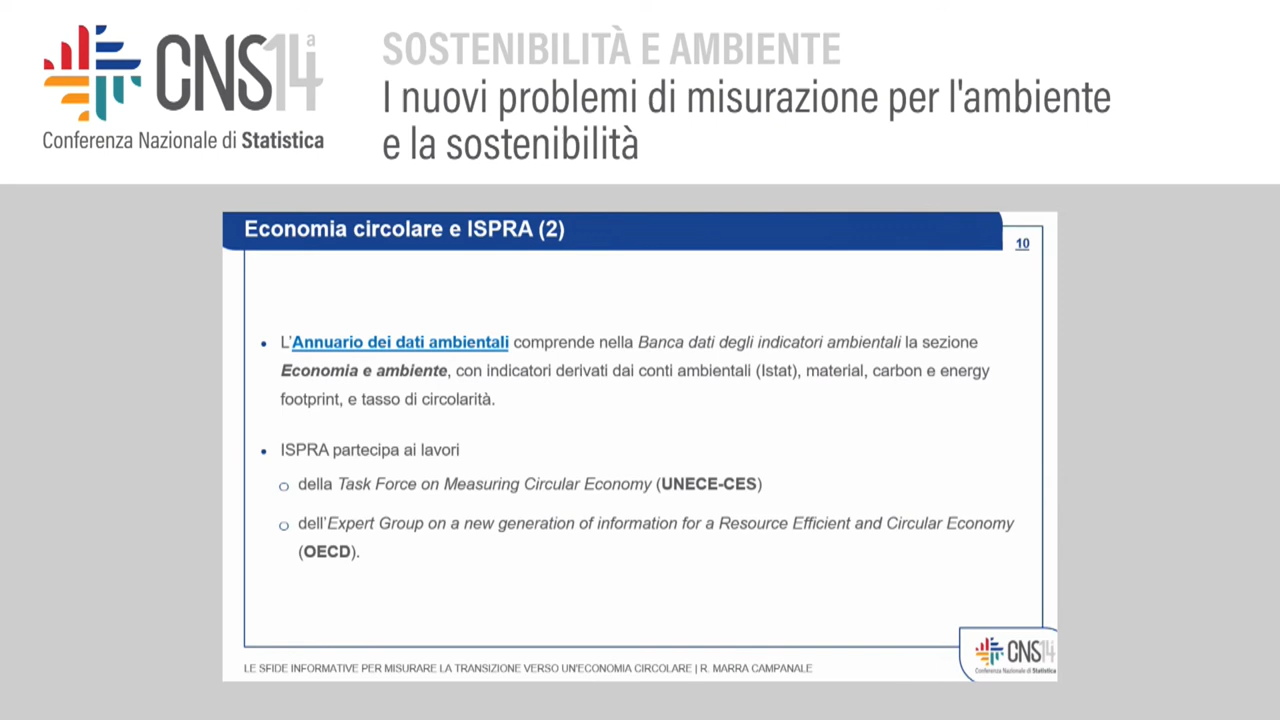 CNS14ª
Conferenza Nazionale di Statistica
SOSTENIBILITÀ E AMBIENTE
I nuovi problemi di misurazione per l'ambiente
e la sostenibilità
Economia circolare e ISPRA (2)
10
• L'Annuario dei dati ambientali comprende nella Banca dati degli indicatori ambientali la sezione
Economia e ambiente, con indicatori derivati dai conti ambientali (Istat), material, carbon e energy
footprint, e tasso di circolarità.
• ISPRA partecipa ai lavori
o della Task Force on Measuring Circular Economy (UNECE-CES)
o dell'Expert Group on a new generation of information for a Resource Efficient and Circular Economy
(OECD).
LE SFIDE INFORMATIVE PER MISURARE LA TRANSIZIONE VERSO UN'ECONOMIA CIRCOLARE | R. MARRA CAMPANALE
CNS14
Conferenza Nazionale di Statistica